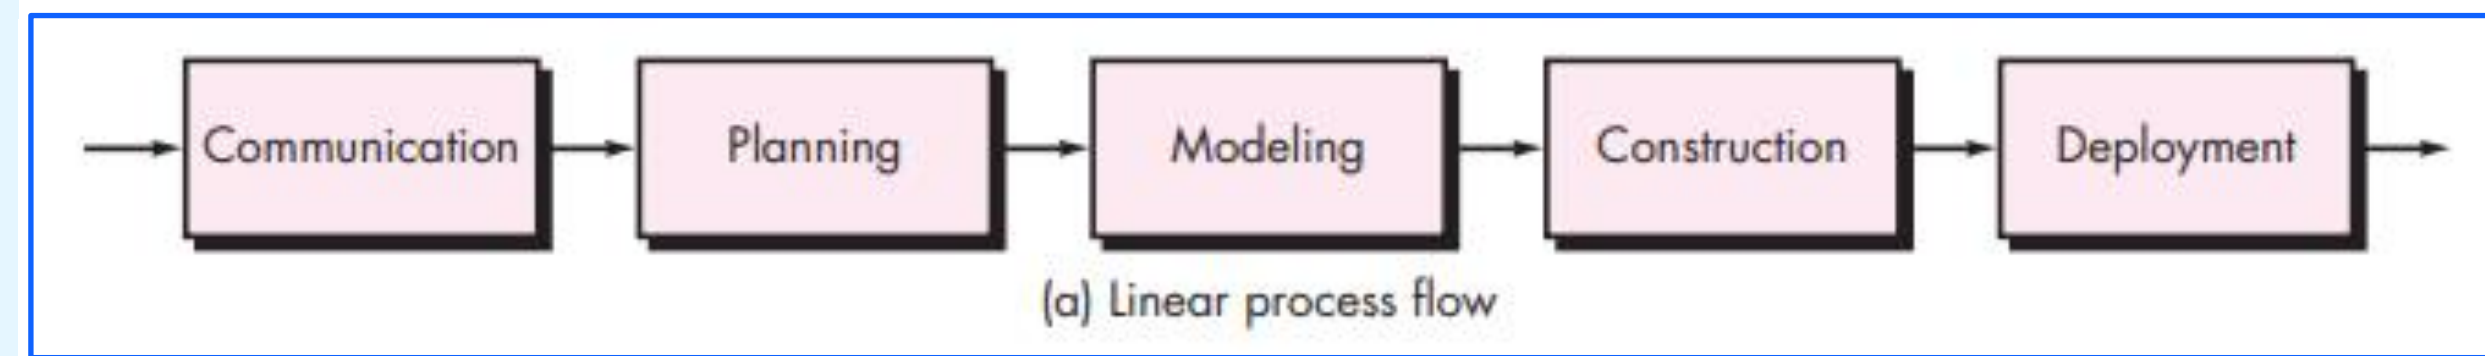 Communication
Planning
Modeling
Construction
Deployment
(a) Linear process flow